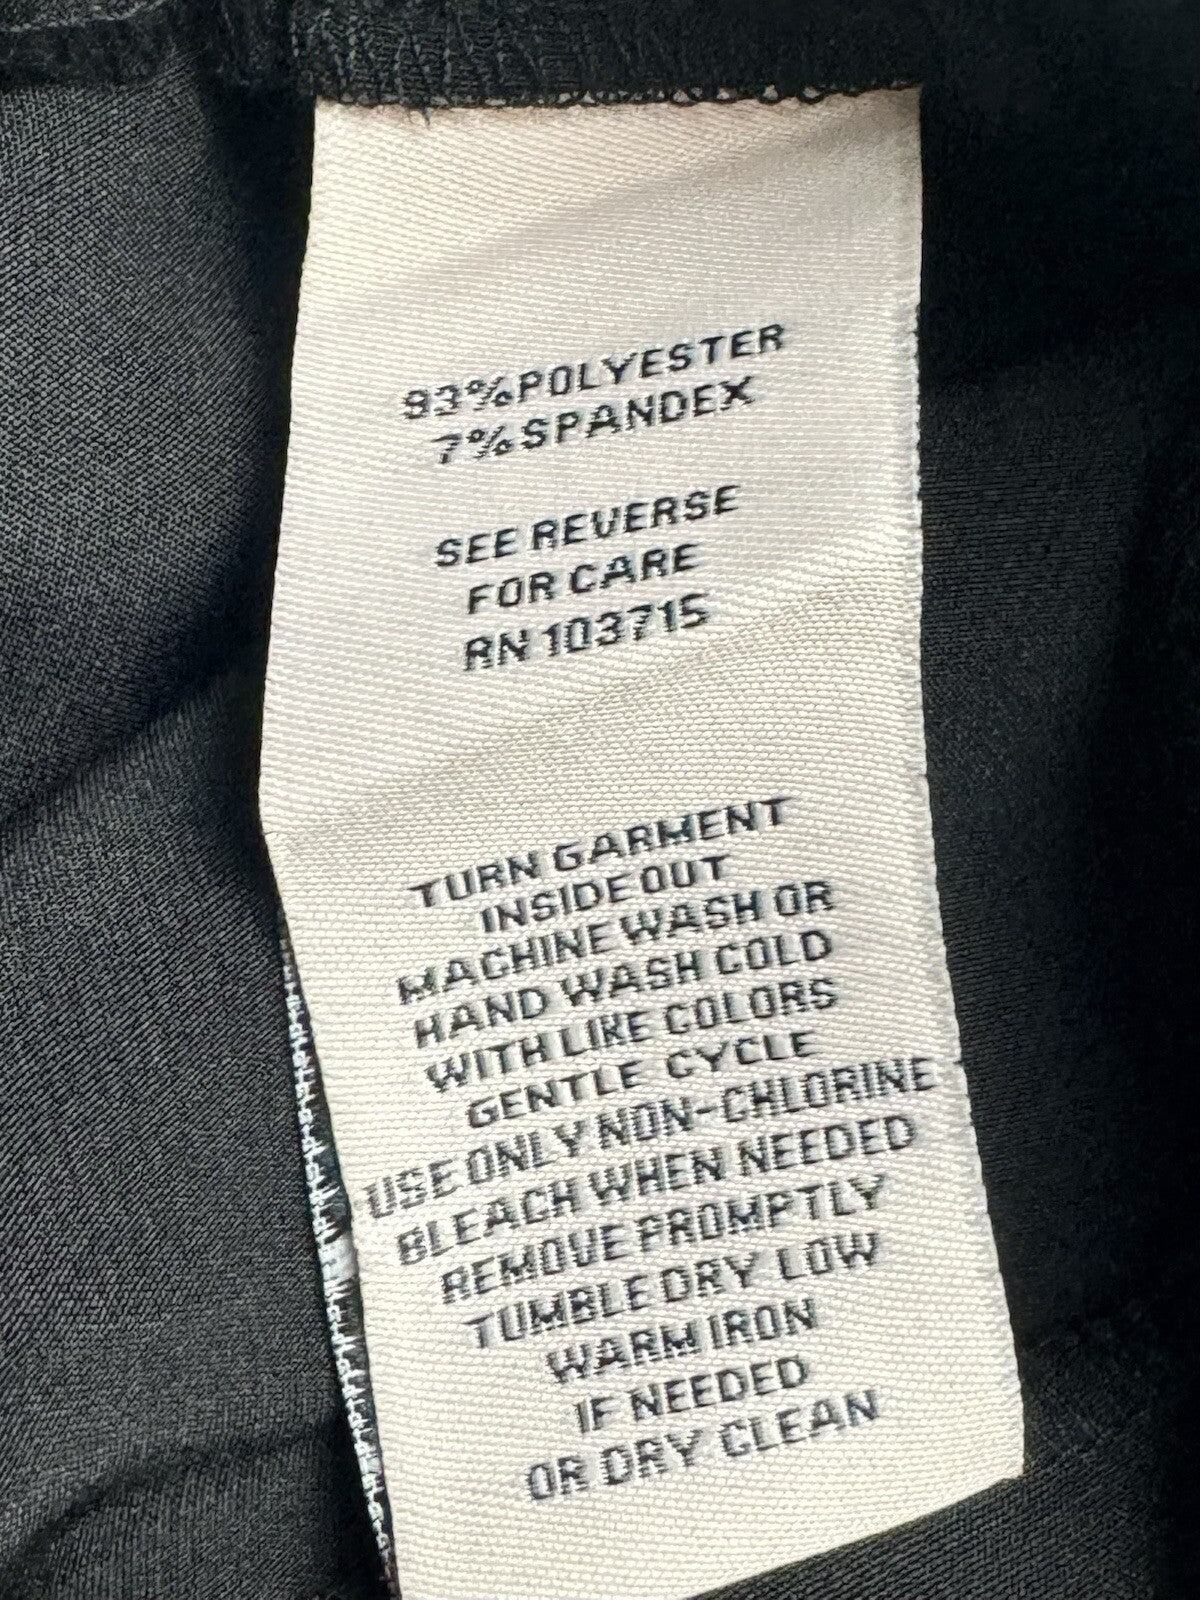 93% POLYESTER
7% SPANDEX
SEE REVERSE
FOR CARE
RN 103715
TURN GARMENT
INSIDE OUT
MACHINE WASH OR
HAND WASH COLD
WITH LIKE COLORS
GENTLE CYCLE
USE ONLY NON-CHLORINE
BLEACH WHEN NEEDED
REMOVE PROMPTLY
TUMBLE DRY LOW
WARM IRON
IF NEEDED
OR DRY CLEAN